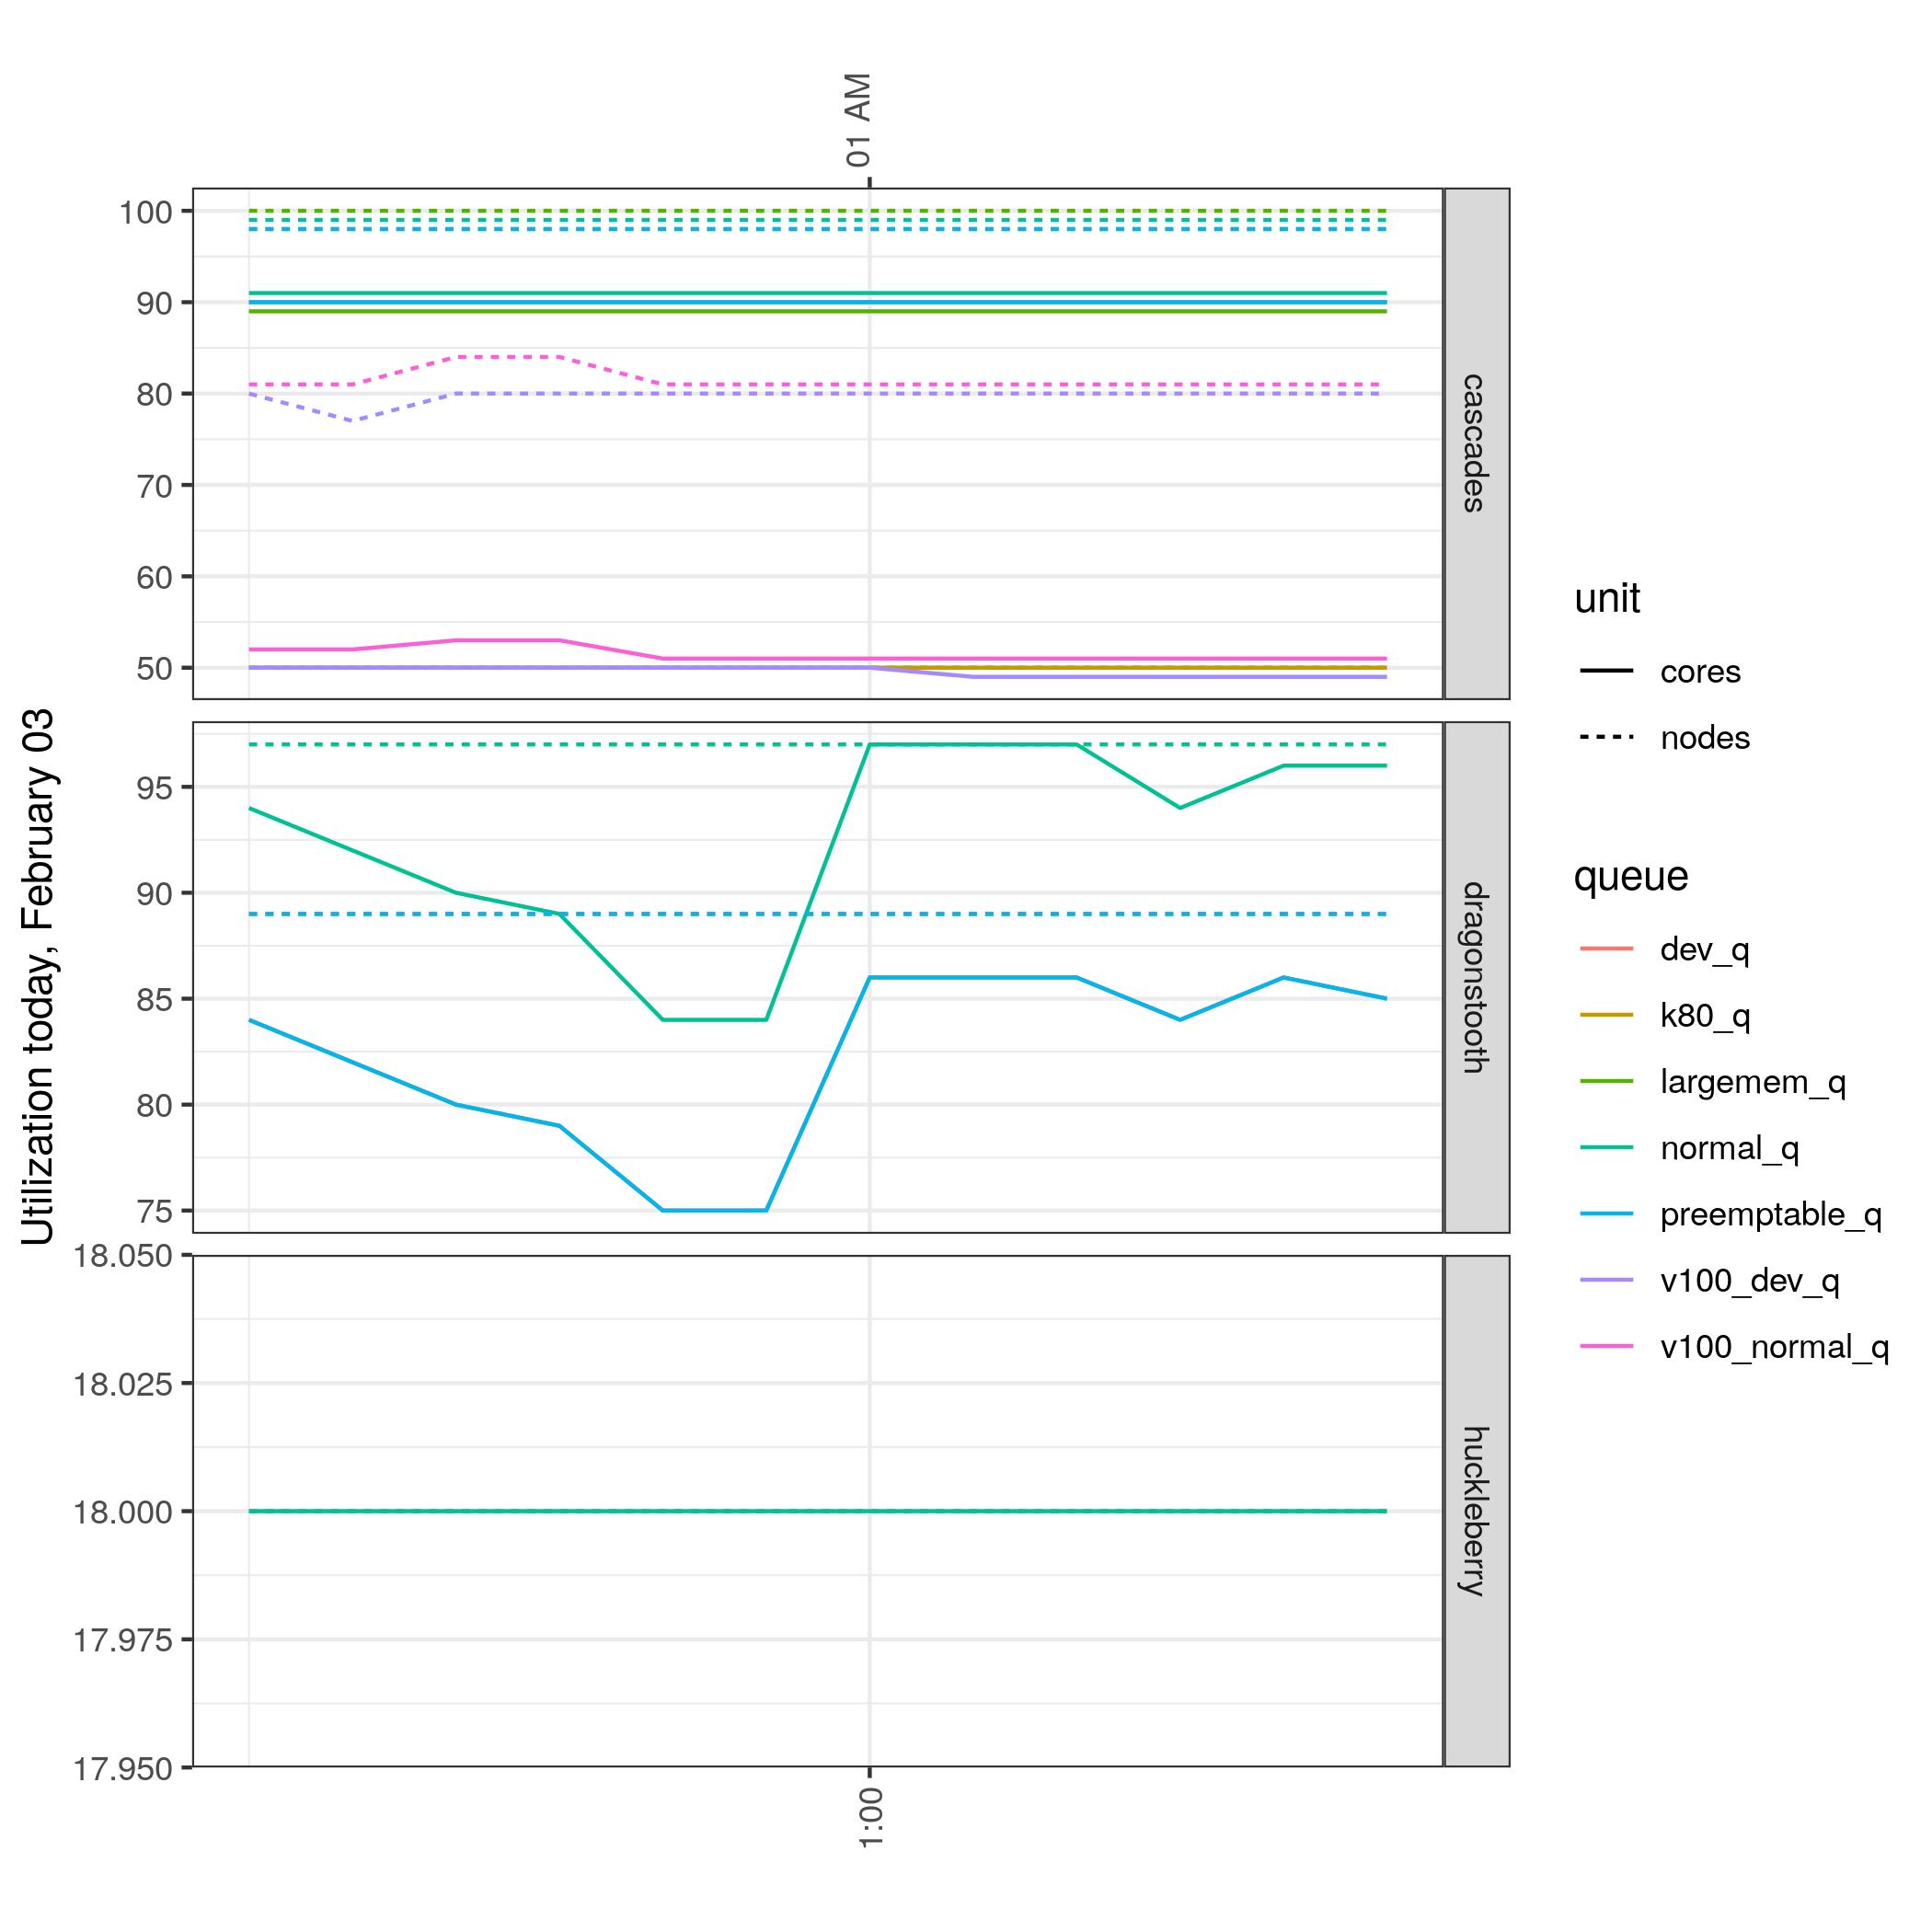 01 AM
100
90
80
70
60
50
cascades
95
90
85
80
75
dragonstooth
18.050
18.025
18.000
17.975
17.950
huckleberry
1:00
Utilization today, February 03
unit
cores
nodes
queue
dev_q
k80_q
largemem_q
normal_q
preemptable_q
v100_dev_q
v100_normal_q